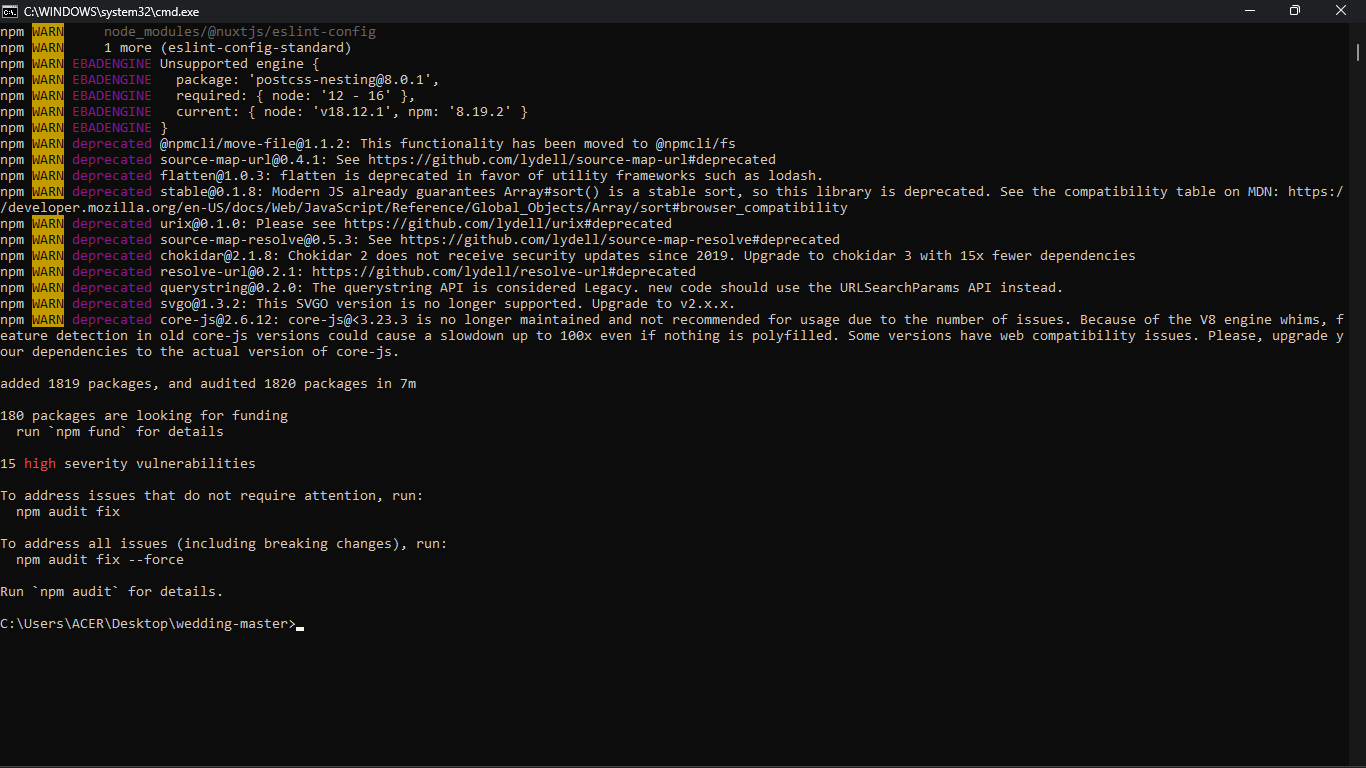 C:\WINDOWS\system32\cmd.exe
npm WARN     node_modules/@nuxtjs/eslint-config
npm WARN     1 more (eslint-config-standard)
npm WARN EBADENGINE Unsupported engine {
npm WARN EBADENGINE   package: 'postcss-nesting@8.0.1',
npm WARN EBADENGINE   required: { node: '12 - 16' },
npm WARN EBADENGINE   current: { node: 'v18.12.1', npm: '8.19.2' }
npm WARN EBADENGINE }
npm WARN deprecated @npmcli/move-file@1.1.2: This functionality has been moved to @npmcli/fs
npm WARN deprecated source-map-url@0.4.1: See https://github.com/lydell/source-map-url#deprecated
npm WARN deprecated flatten@1.0.3: flatten is deprecated in favor of utility frameworks such as lodash.
npm WARN deprecated stable@0.1.8: Modern JS already guarantees Array#sort() is a stable sort, so this library is deprecated. See the compatibility table on MDN: https:/
/developer.mozilla.org/en-US/docs/Web/JavaScript/Reference/Global_Objects/Array/sort#browser_compatibility
npm WARN deprecated urix@0.1.0: Please see https://github.com/lydell/urix#deprecated
npm WARN deprecated source-map-resolve@0.5.3: See https://github.com/lydell/source-map-resolve#deprecated
npm WARN deprecated chokidar@2.1.8: Chokidar 2 does not receive security updates since 2019. Upgrade to chokidar 3 with 15x fewer dependencies
npm WARN deprecated resolve-url@0.2.1: https://github.com/lydell/resolve-url#deprecated
npm WARN deprecated querystring@0.2.0: The querystring API is considered Legacy. new code should use the URLSearchParams API instead.
npm WARN deprecated svgo@1.3.2: This SVGO version is no longer supported. Upgrade to v2.x.x.
npm WARN deprecated core-js@2.6.12: core-js@<3.23.3 is no longer maintained and not recommended for usage due to the number of issues. Because of the V8 engine whims, f
eature detection in old core-js versions could cause a slowdown up to 100x even if nothing is polyfilled. Some versions have web compatibility issues. Please, upgrade y
our dependencies to the actual version of core-js.
added 1819 packages, and audited 1820 packages in 7m
180 packages are looking for funding
  run `npm fund` for details
15 high severity vulnerabilities
To address issues that do not require attention, run:
  npm audit fix
To address all issues (including breaking changes), run:
  npm audit fix --force
Run `npm audit` for details.
C:\Users\ACER\Desktop\wedding-master>